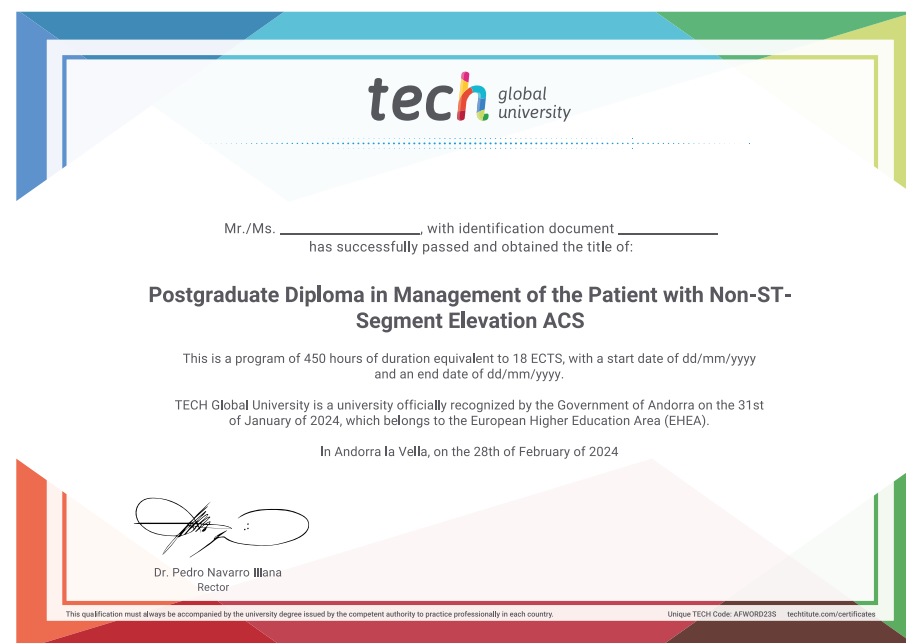 tech global university
Mr./Ms. ____________________, with identification document ______________
has successfully passed and obtained the title of:
Postgraduate Diploma in Management of the Patient with Non-ST-
Segment Elevation ACS
This is a program of 450 hours of duration equivalent to 18 ECTS, with a start date of dd/mm/yyyy
and an end date of dd/mm/yyyy.
TECH Global University is a university officially recognized by the Government of Andorra on the 31st
of January of 2024, which belongs to the European Higher Education Area (EHEA).
In Andorra la Vella, on the 28th of February of 2024
Dr. Pedro Navarro Illana
Rector
This qualification must always be accompanied by the university degree issued by the competent authority to practice professionally in each country. Unique TECH Code: AFWORD23S techtitute.com/certificates